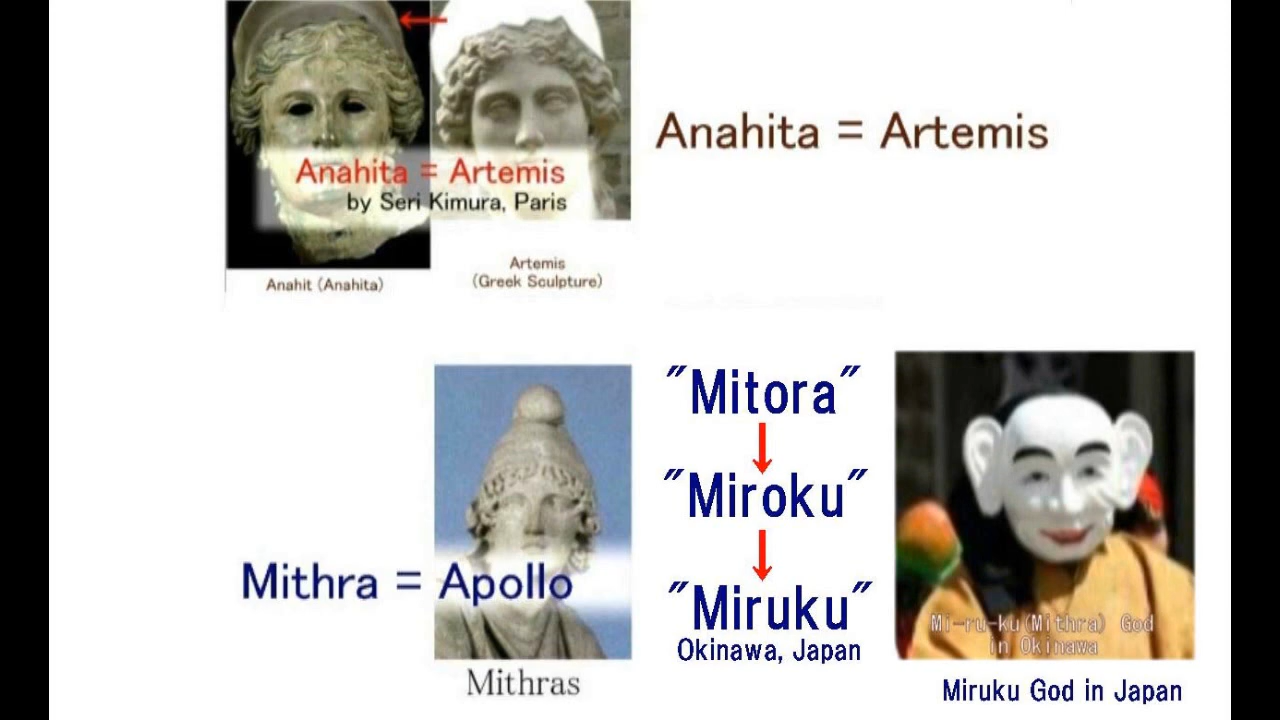 Anahita = Artemis
by Seri Kimura, Paris
Anahit (Anahita)
Artemis
(Greek Sculpture)
Anahita = Artemis
Mithra = Apollo
Mithras
"Mitora"
↓
"Miroku"
↓
"Miruku"
Okinawa, Japan
Mi-ru-ku(Mithra) God
in Okinawa
Miruku God in Japan